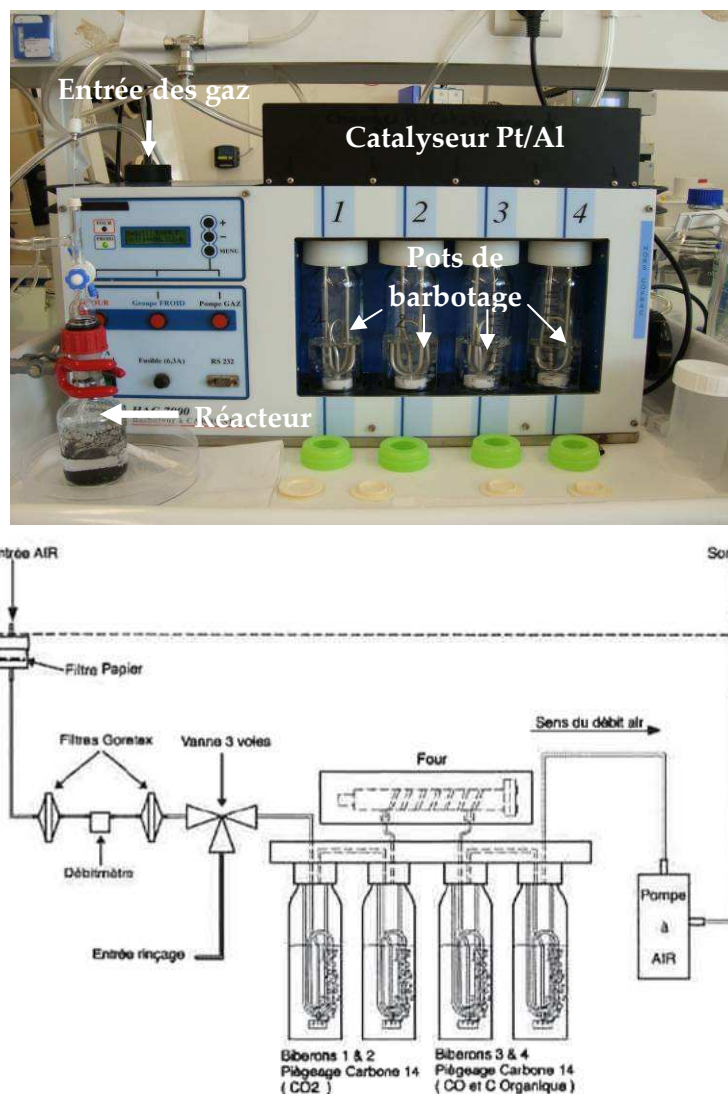 Entrée des gaz
Catalyseur Pt/Al
1 2 3 4
FOUR
FROID
+
-
MENU
Pots de
barbotage
Groupe FROID Pompe GAZ
Fusible (6,3A) RS 232
Réacteur
ntrée AIR
Sor
Filtre Papier
Filtres Goretex
Vanne 3 voies
Sens du débit air
Four
Débitmètre
Pompe
à
AIR
Entrée rinçage
Biberons 1 & 2
Piégeage Carbone 14
( CO2 )
Biberons 3 & 4
Piégeage Carbone 14
( CO et C Organique )